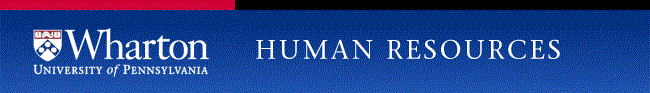 Wharton
UNIVERSITY of PENNSYLVANIA
HUMAN RESOURCES